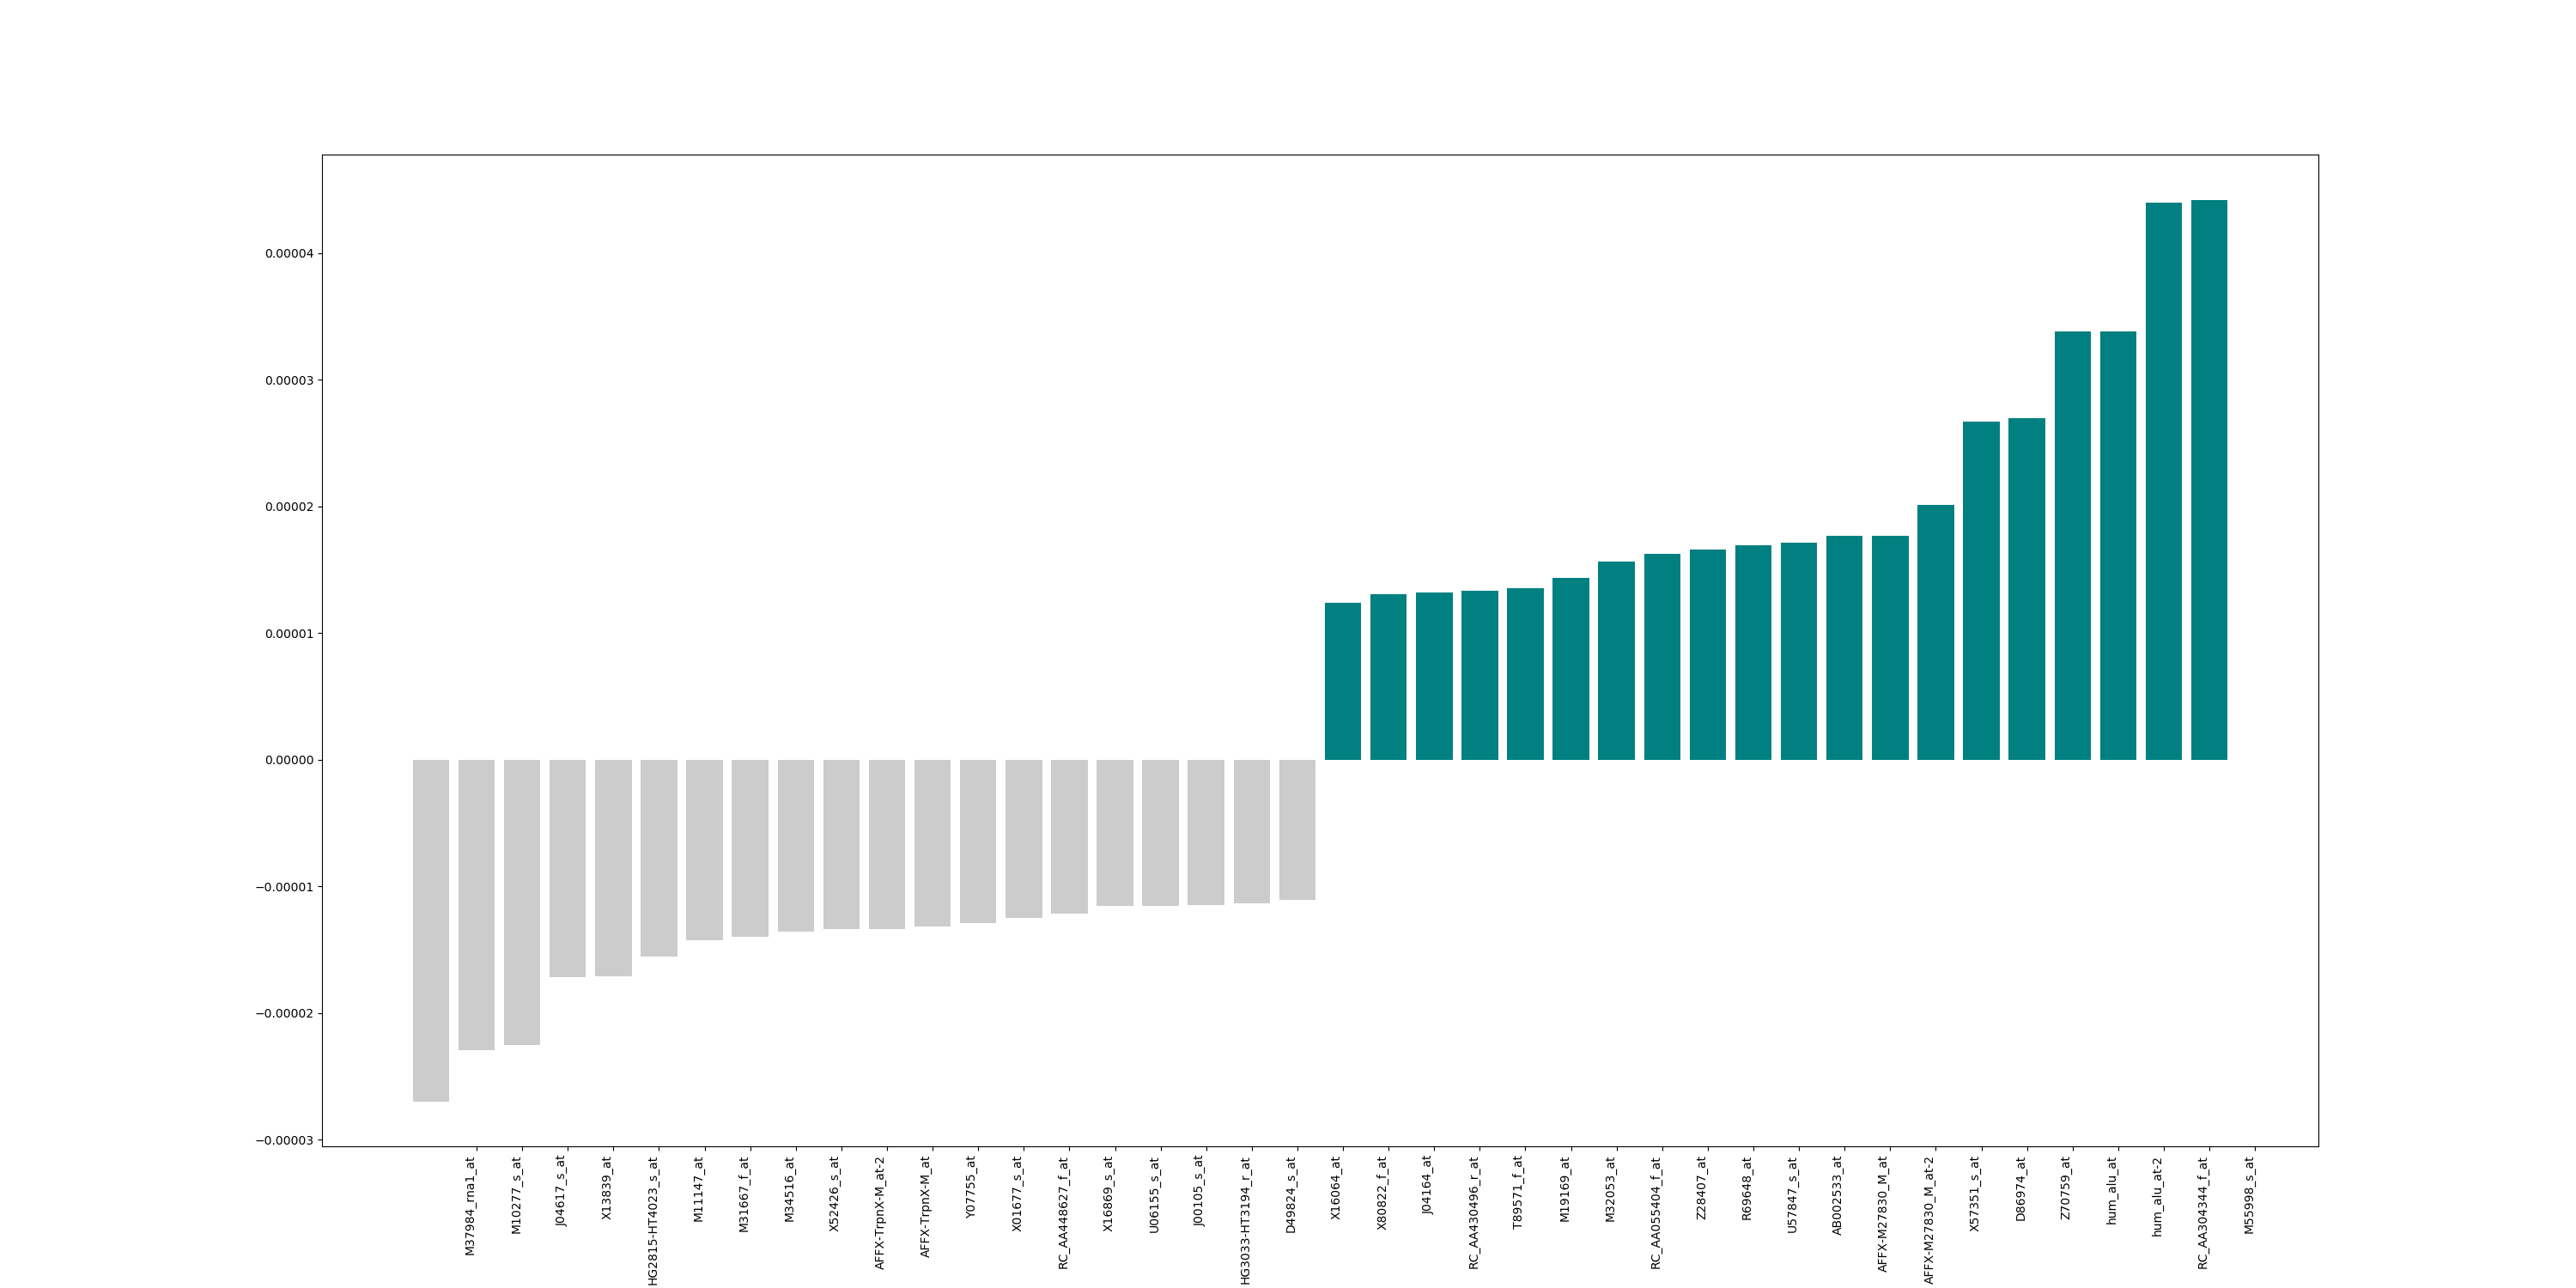 0.00004
0.00003
0.00002
0.00001
0.00000
−0.00001
−0.00002
−0.00003
M37984_rna1_at
M10277_s_at
J04617_s_at
X13839_at
HG2815-HT4023_s_at
M11147_at
M31667_f_at
M34516_at
X52426_s_at
AFFX-TrpnX-M_at-2
AFFX-TrpnX-M_at
Y07755_at
X01677_s_at
RC_AA448627_f_at
X16869_s_at
U06155_s_at
J00105_s_at
HG3033-HT3194_r_at
D49824_s_at
X16064_at
X80822_f_at
J04164_at
RC_AA430496_r_at
T89571_f_at
M19169_at
M32053_at
RC_AA055404_f_at
Z28407_at
R69648_at
U57847_s_at
AB002533_at
AFFX-M27830_M_at
AFFX-M27830_M_at-2
X57351_s_at
D86974_at
Z70759_at
hum_alu_at
hum_alu_at-2
RC_AA304344_f_at
M55998_s_at